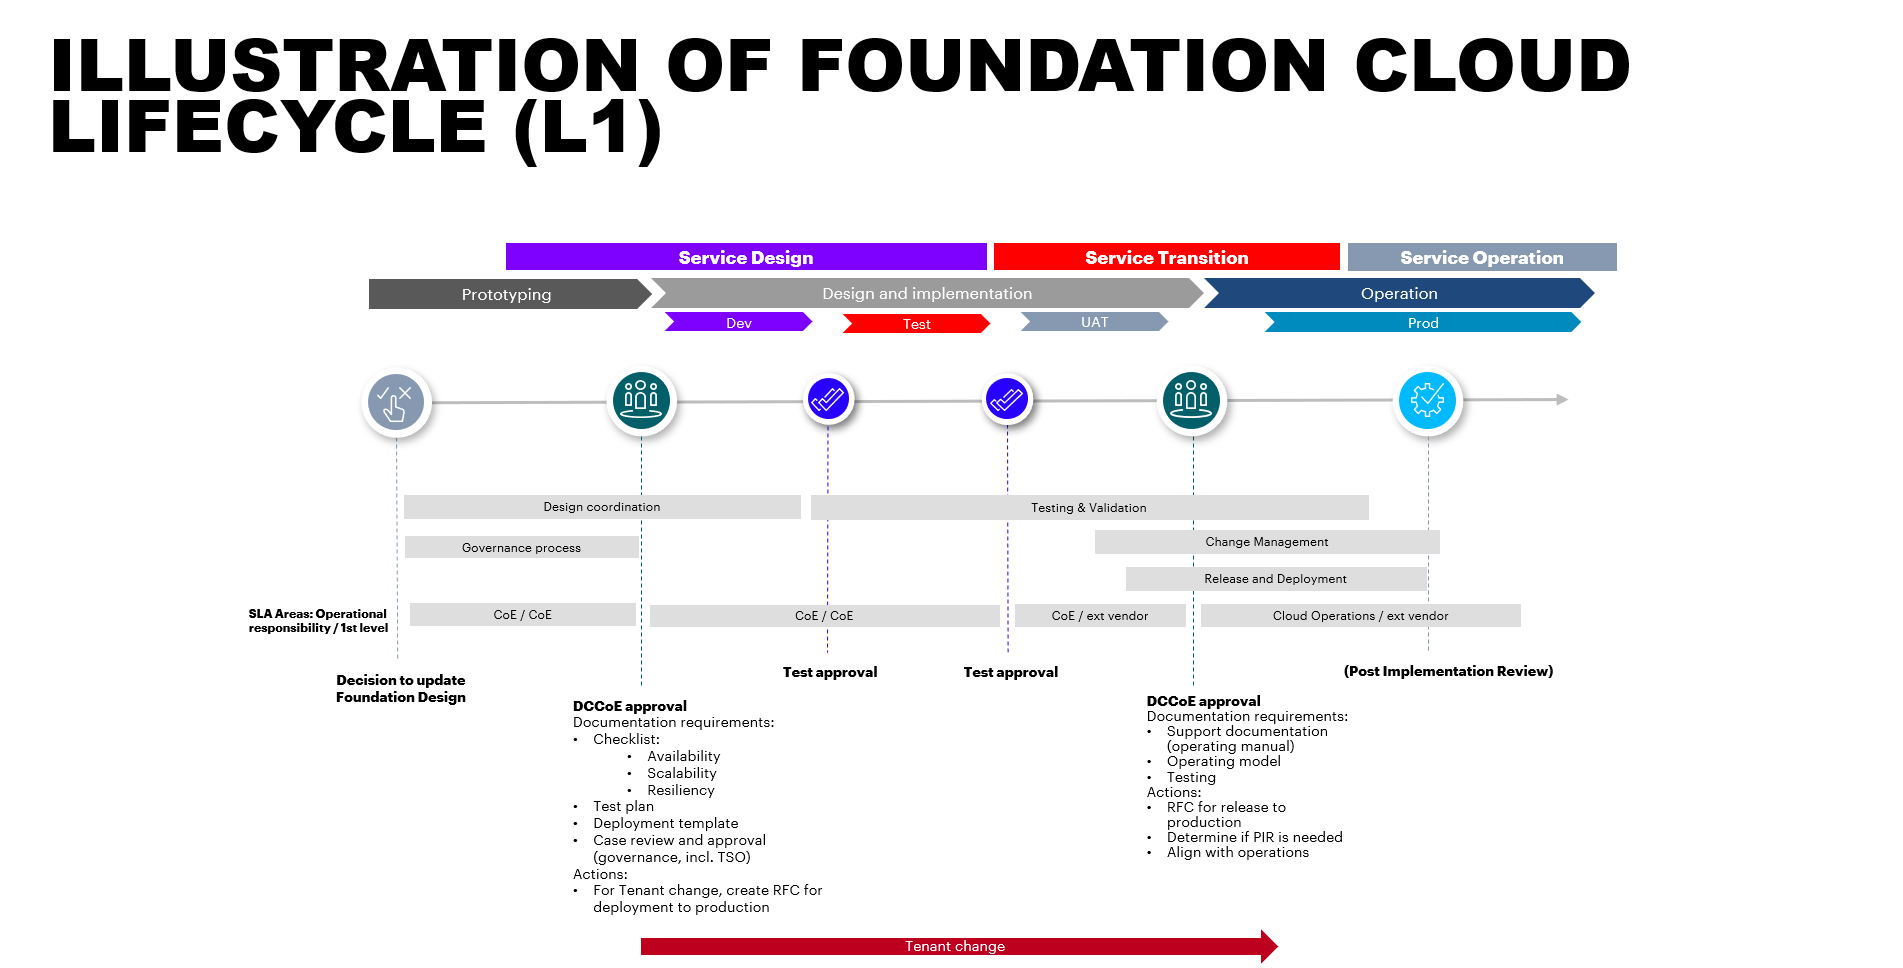 ILLUSTRATION OF FOUNDATION CLOUD
LIFECYCLE (L1)
Service Design
Service Transition
Service Operation
Prototyping
Design and implementation
Operation
Dev
Test
UAT
Prod
Design coordination
Testing & Validation
Governance process
Change Management
Release and Deployment
SLA Areas: Operational
responsibility / 1st level
CoE / CoE
CoE / CoE
CoE / ext vendor
Cloud Operations / ext vendor
Decision to update
Foundation Design
Test approval
Test approval
(Post Implementation Review)
DCCoE approval
Documentation requirements:
• Checklist:
• Availability
• Scalability
• Resiliency
• Test plan
• Deployment template
• Case review and approval
(governance, incl. TSO)
Actions:
• For Tenant change, create RFC for
deployment to production
DCCoE approval
Documentation requirements:
• Support documentation
(operating manual)
• Operating model
• Testing
Actions:
• RFC for release to
production
• Determine if PIR is needed
• Align with operations
Tenant change